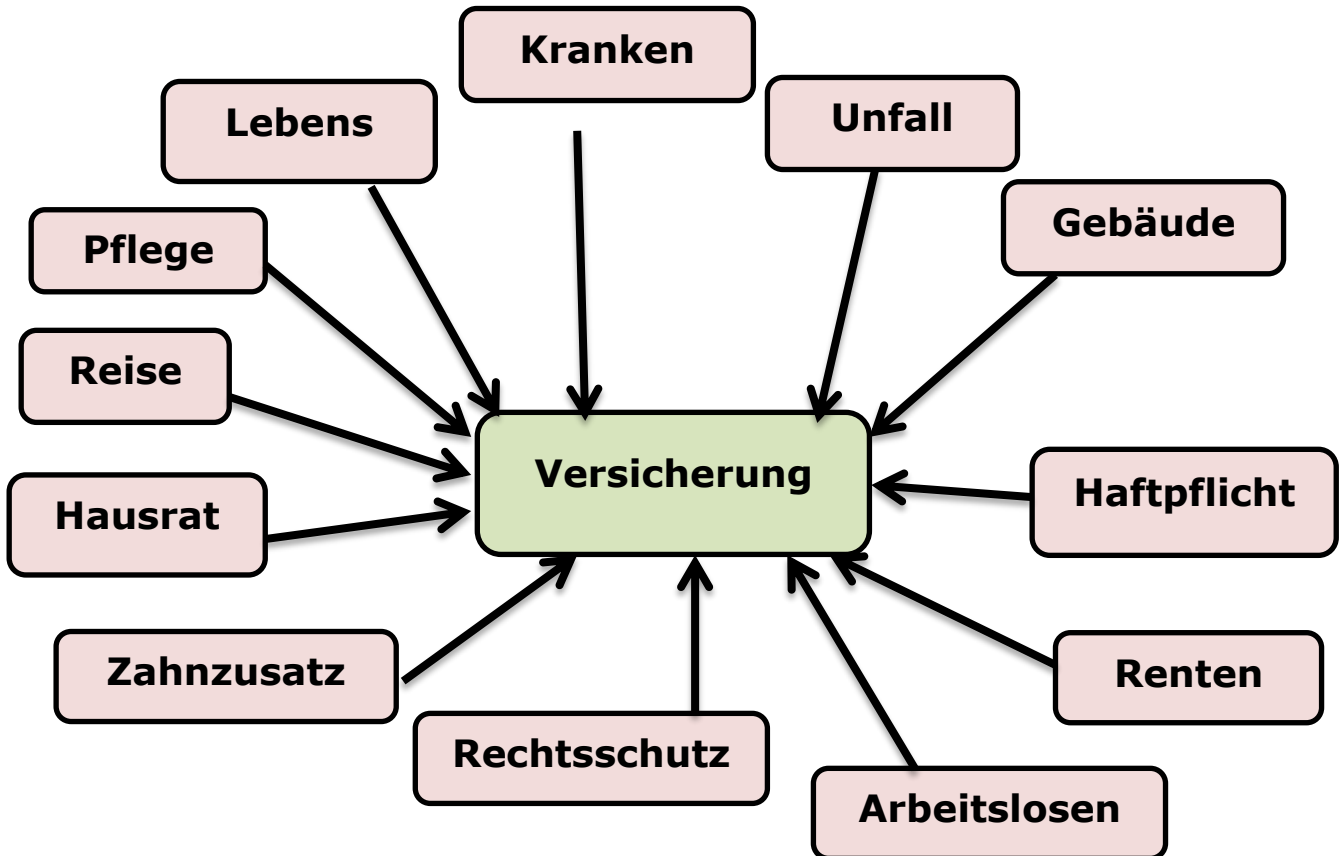 Kranken
Unfall
Lebens
Gebäude
Pflege
Reise
Versicherung
Haftpflicht
Hausrat
Zahnzusatz
Renten
Rechtsschutz
Arbeitslosen